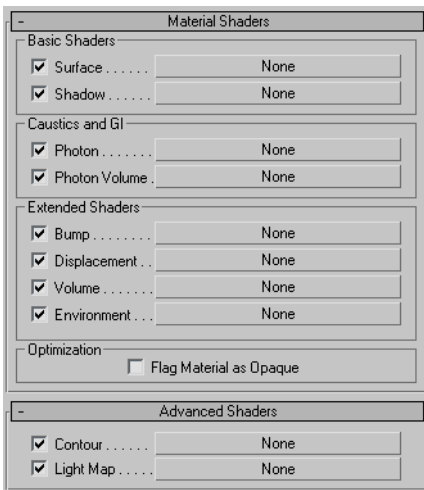 - Material Shaders
Basic Shaders
Surface . . . . . . None
Shadow . . . . . . None
Caustics and GI
Photon . . . . . . . None
Photon Volume . None
Extended Shaders
Bump . . . . . . . . None
Displacement . . None
Volume . . . . . . . None
Environment . . . None
Optimization
Flag Material as Opaque
- Advanced Shaders
Contour . . . . . . None
Light Map . . . . . None